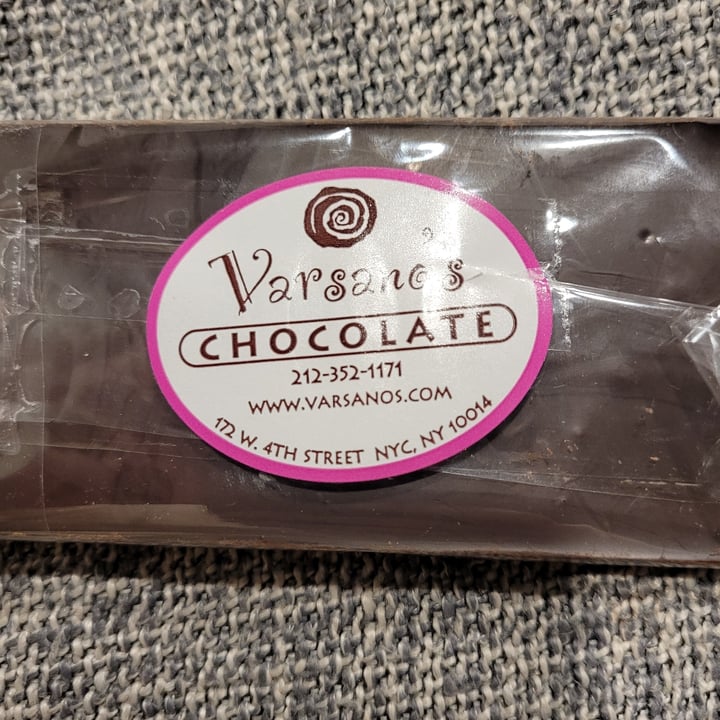 Varsano's
CHOCOLATE
212-352-1171
WWW.VARSANOS.COM
172 W. 4TH STREET NYC, NY 10014